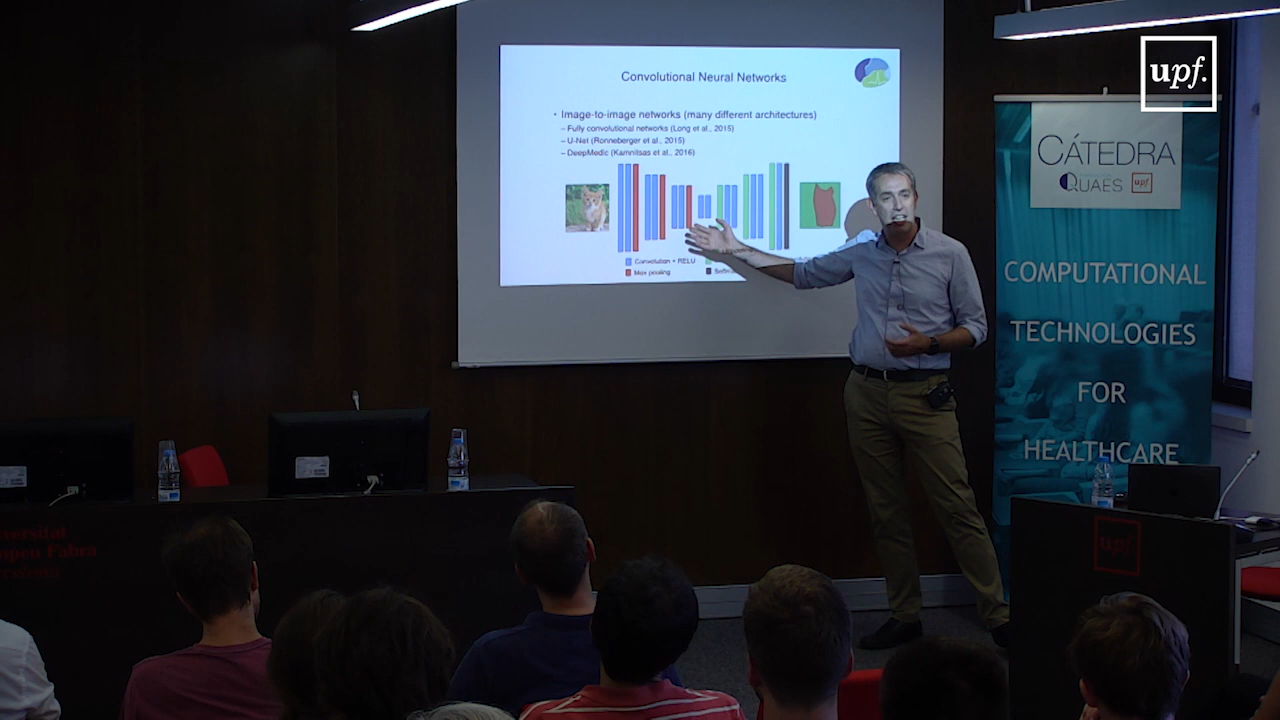 Convolutional Neural Networks
• Image-to-image networks (many different architectures)
– Fully convolutional networks (Long et al., 2015)
– U-Net (Ronneberger et al., 2015)
– DeepMedic (Kamnitsas et al., 2016)
Convolution + RELU
Max pooling
upf.
CÁTEDRA
QUAES upf.
COMPUTATIONAL
TECHNOLOGIES
FOR
HEALTHCARE
upf.